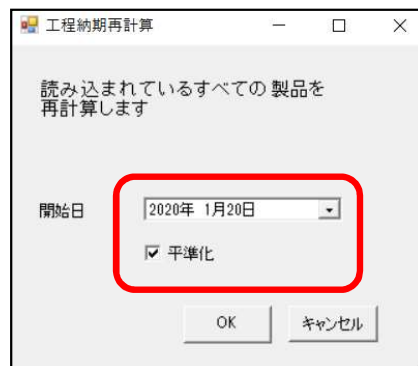 工程納期再計算
読み込まれているすべての製品を
再計算します
開始日
2020年 1月20日
平準化
OK
キャンセル